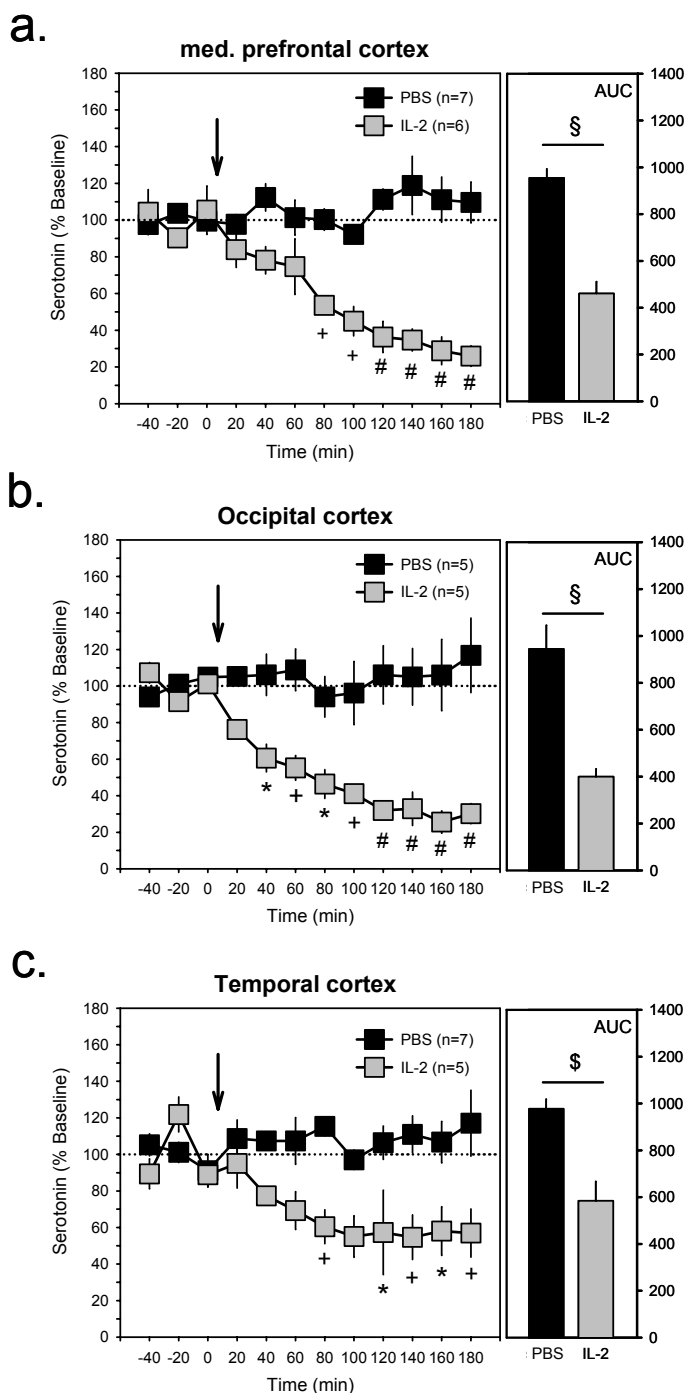 a.
med. prefrontal cortex
180
160
140
120
100
80
60
40
20
0
Serotonin (% Baseline)
PBS (n=7)
IL-2 (n=6)
+
+
#
#
#
#
-40 -20 0 20 40 60 80 100 120 140 160 180
Time (min)
AUC
§
1400
1200
1000
800
600
400
200
0
: PBS IL-2
b.
Occipital cortex
180
160
140
120
100
80
60
40
20
0
Serotonin (% Baseline)
PBS (n=5)
IL-2 (n=5)
*
+
*
+
#
#
#
#
-40 -20 0 20 40 60 80 100 120 140 160 180
Time (min)
AUC
§
1400
1200
1000
800
600
400
200
0
: PBS IL-2
c.
Temporal cortex
180
160
140
120
100
80
60
40
20
0
Serotonin (% Baseline)
PBS (n=7)
IL-2 (n=5)
+
*
+
*
+
-40 -20 0 20 40 60 80 100 120 140 160 180
Time (min)
AUC
$
1400
1200
1000
800
600
400
200
0
: PBS IL-2